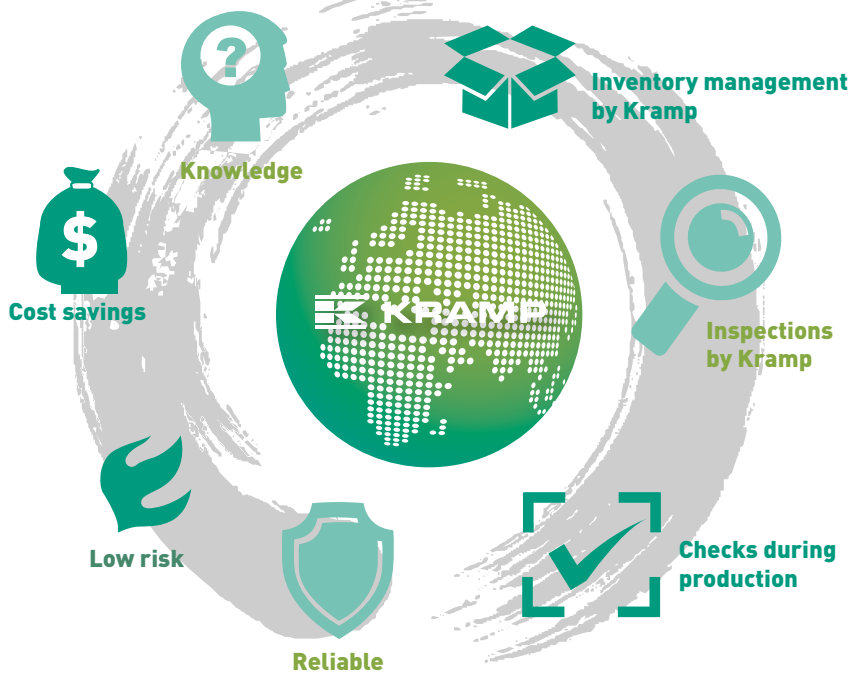 ?
Inventory management
by Kramp
Knowledge
$
Cost savings
KRAMP
Inspections
by Kramp
Low risk
Checks during
production
Reliable